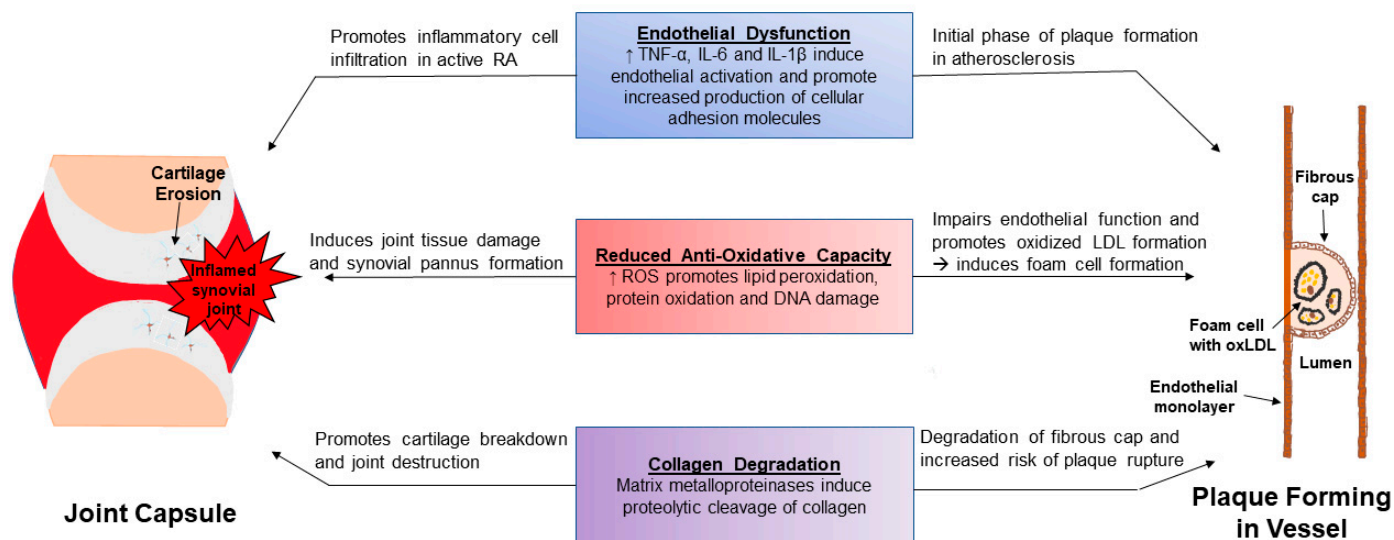 Promotes inflammatory cell
infiltration in active RA
Endothelial Dysfunction
↑ TNF-α, IL-6 and IL-1β induce
endothelial activation and promote
increased production of cellular
adhesion molecules
Initial phase of plaque formation
in atherosclerosis
Cartilage
Erosion
Inflamed
synovial
joint
Induces joint tissue damage
and synovial pannus formation
Reduced Anti-Oxidative Capacity
↑ ROS promotes lipid peroxidation,
protein oxidation and DNA damage
Impairs endothelial function and
promotes oxidized LDL formation
→ induces foam cell formation
Fibrous
cap
Foam cell
with oxLDL
Lumen
Endothelial
monolayer
Promotes cartilage breakdown
and joint destruction
Collagen Degradation
Matrix metalloproteinases induce
proteolytic cleavage of collagen
Degradation of fibrous cap and
increased risk of plaque rupture
Joint Capsule
Plaque Forming
in Vessel